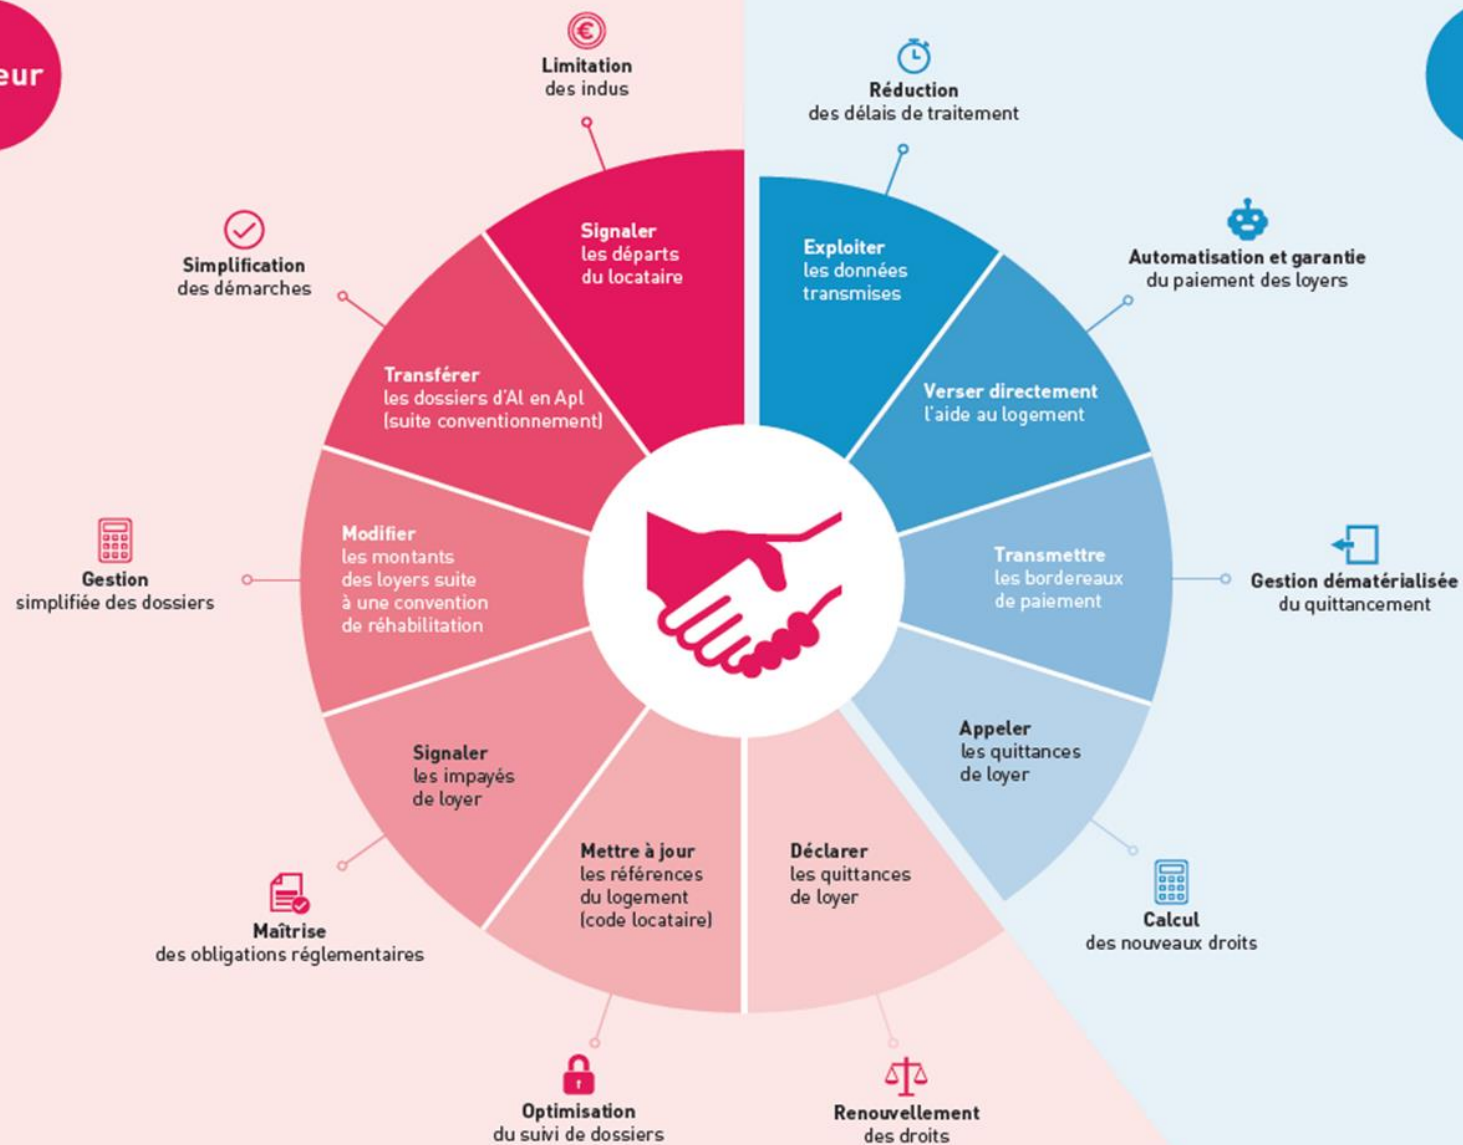 eur
Limitation
des indus
Réduction
des délais de traitement
Simplification
des démarches
Automatisation et garantie
du paiement des loyers
Signaler
les départs
du locataire
Exploiter
les données
transmises
Transférer
les dossiers d'Al en Apl
(suite conventionnement)
Verser directement
l'aide au logement
Modifier
les montants
des loyers suite
à une convention
de réhabilitation
Transmettre
les bordereaux
de paiement
Gestion
simplifiée des dossiers
Gestion dématérialisée
du quittancement
Signaler
les impayés
de loyer
Appeler
les quittances
de loyer
Mettre à jour
les références
du logement
(code locataire)
Déclarer
les quittances
de loyer
Maîtrise
des obligations réglementaires
Calcul
des nouveaux droits
Optimisation
du suivi de dossiers
Renouvellement
des droits